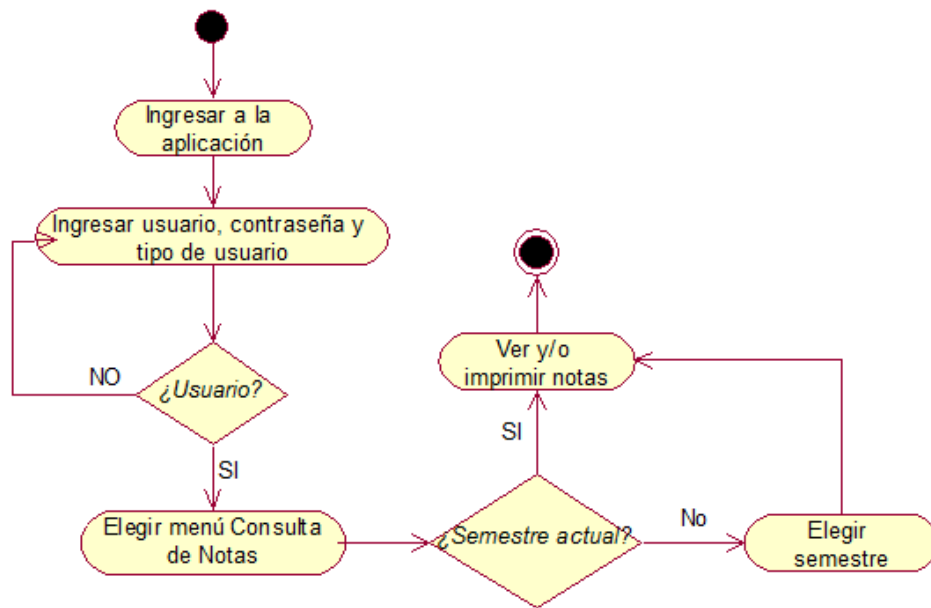 Ingresar a la
aplicación
Ingresar usuario, contraseña y
tipo de usuario
¿Usuario?
NO
SI
Elegir menú Consulta
de Notas
¿Semestre actual?
SI
No
Ver y/o
imprimir notas
Elegir
semestre